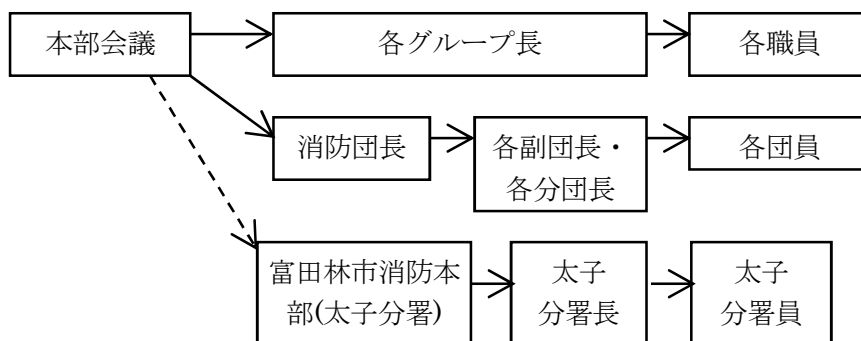 本部会議
各グループ長
各職員
消防団長
各副団長・
各分団長
各団員
富田林市消防本
部(太子分署)
太子
分署長
太子
分署員